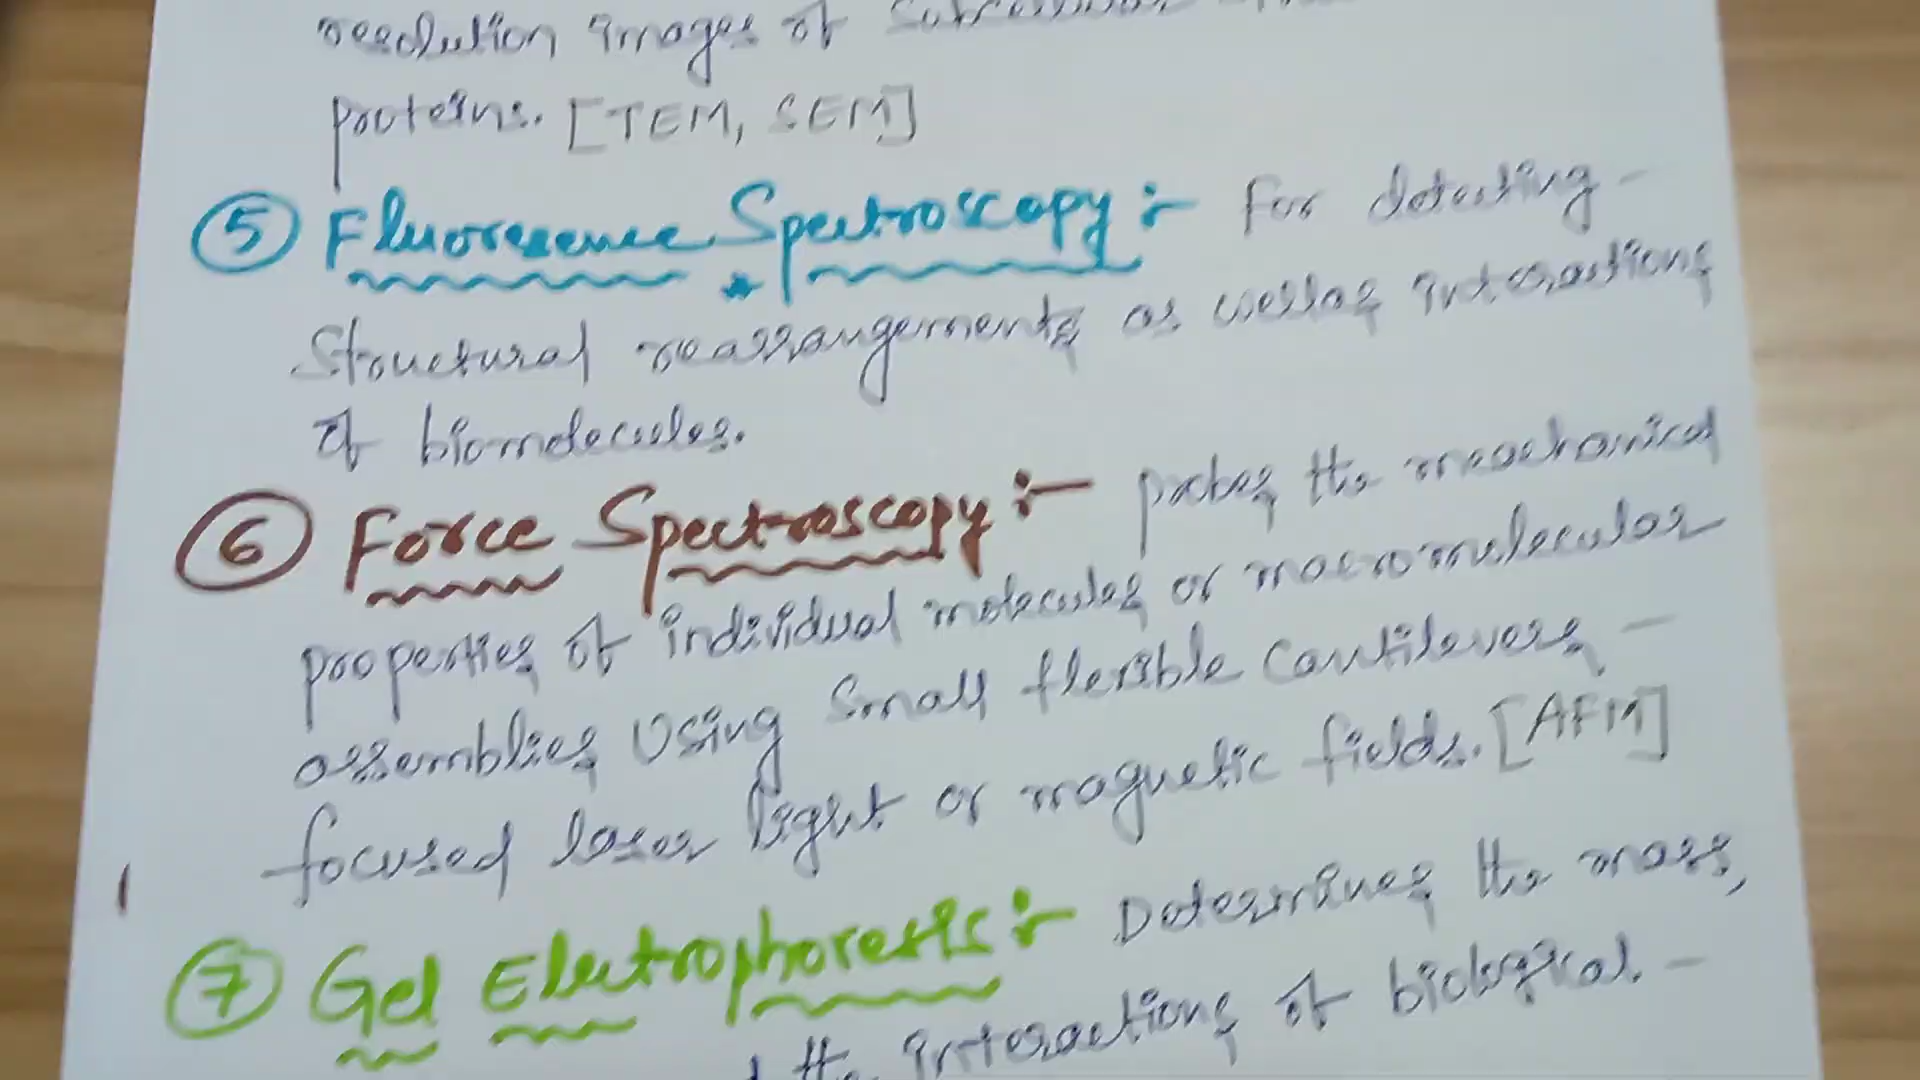 resolution images of
proteins. [TEM, SEM]
⑤ Fluorescence Spectroscopy :- For detecting -
Structural rearrangements as well as interactions
of biomolecules.
⑥ Force Spectroscopy :- probes the mechanical
properties of individual molecules or macromolecular
assemblies using small flexible cantilevers -
focused laser light or magnetic fields. [AFM]
⑦ Gel Electrophoresis :- Determines the mass,
the interactions of biological -